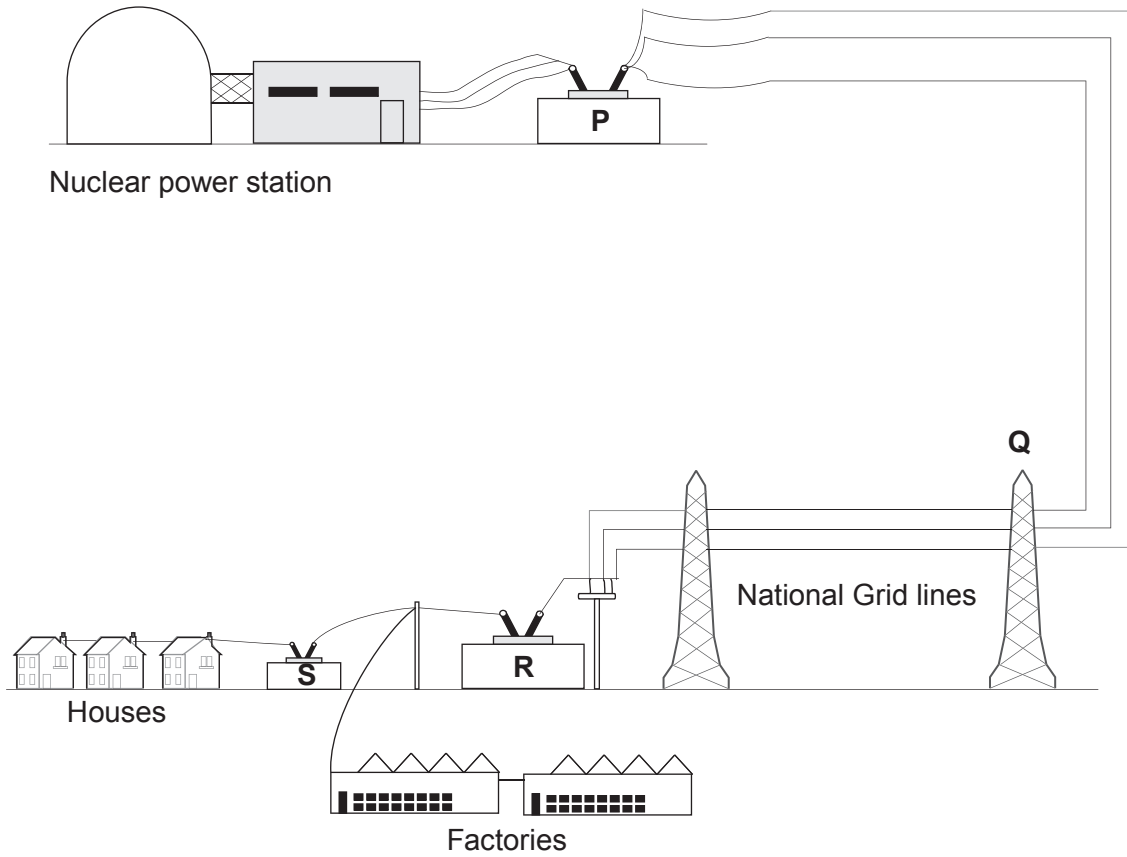 P
Nuclear power station
Q
National Grid lines
R
S
Houses
Factories